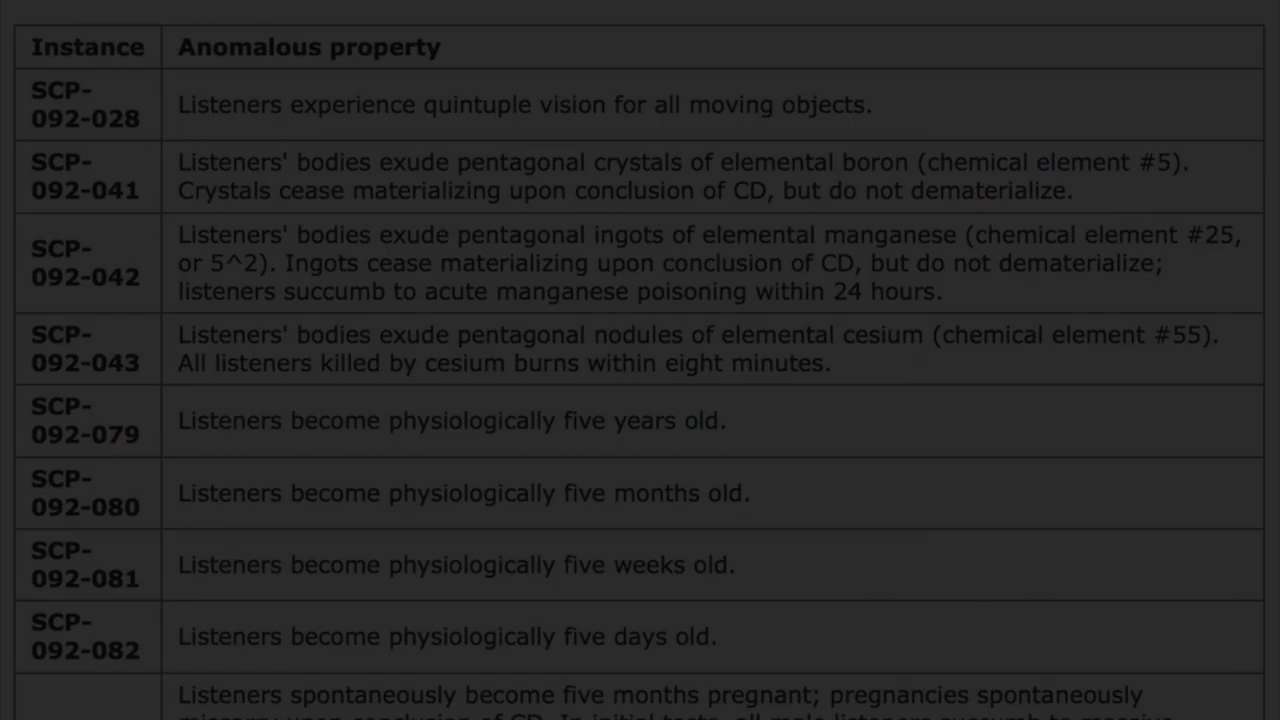 Instance Anomalous property
SCP-
092-028
Listeners experience quintuple vision for all moving objects.
SCP-
092-041
Listeners' bodies exude pentagonal crystals of elemental boron (chemical element #5).
Crystals cease materializing upon conclusion of CD, but do not dematerialize.
SCP-
092-042
Listeners' bodies exude pentagonal ingots of elemental manganese (chemical element #25,
or 5^2). Ingots cease materializing upon conclusion of CD, but do not dematerialize;
listeners succumb to acute manganese poisoning within 24 hours.
SCP-
092-043
Listeners' bodies exude pentagonal nodules of elemental cesium (chemical element #55).
All listeners killed by cesium burns within eight minutes.
SCP-
092-079
Listeners become physiologically five years old.
SCP-
092-080
Listeners become physiologically five months old.
SCP-
092-081
Listeners become physiologically five weeks old.
SCP-
092-082
Listeners become physiologically five days old.
Listeners spontaneously become five months pregnant; pregnancies spontaneously